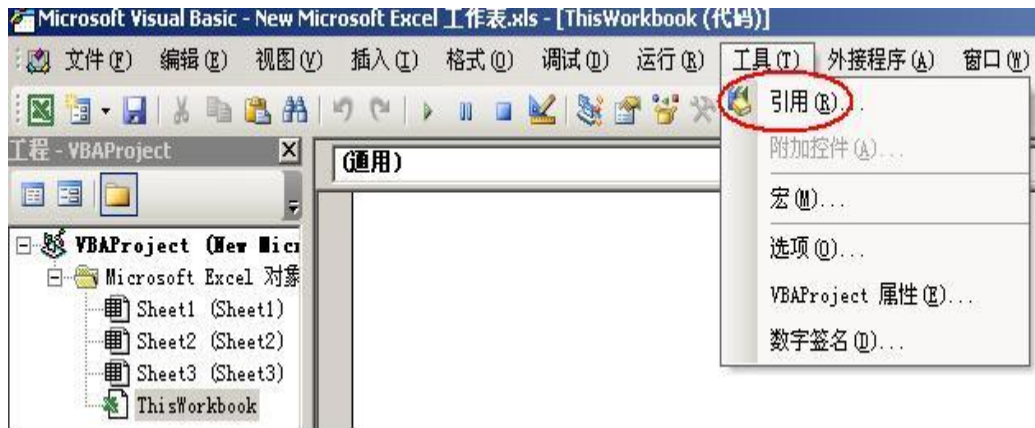 Microsoft Visual Basic - New Microsoft Excel 工作表.xls - [ThisWorkbook (代码)]
文件(F) 编辑(E) 视图(V) 插入(I) 格式(O) 调试(D) 运行(R) 工具(T) 外接程序(A) 窗口(W)
引用(R)...
工程 - VBAProject
(通用)
附加控件(A)...
宏(M)...
选项(O)...
VBAProject 属性(E)...
数字签名(D)...
VBAProject (New Micr
Microsoft Excel 对象
Sheet1 (Sheet1)
Sheet2 (Sheet2)
Sheet3 (Sheet3)
ThisWorkbook